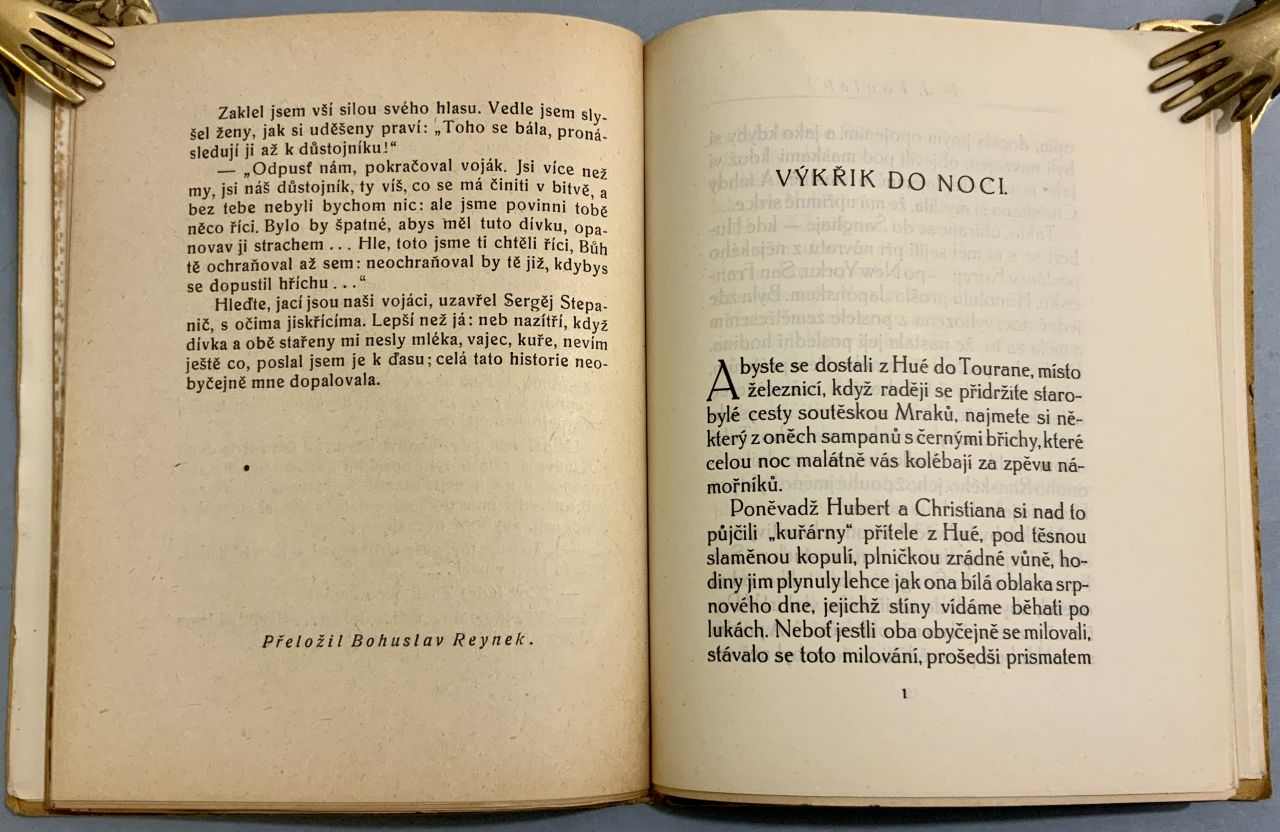 Zaklel jsem vší silou svého hlasu. Vedle jsem sly-
šel ženy, jak si uděšeny praví: „Toho se bála, proná-
sledují ji až k důstojníku!“
— „Odpusť nám, pokračoval voják. Jsi více než
my, jsi náš důstojník, ty víš, co se má činiti v bitvě, a
bez tebe nebyli bychom nic: ale jsme povinni tobě
něco říci. Bylo by špatné, abys měl tuto dívku, opa-
novav ji strachem . . . Hle, toto jsme ti chtěli říci, Bůh
tě ochraňoval až sem: neochraňoval by tě již, kdybys
se dopustil hříchu . . .“
Hleďte, jací jsou naši vojáci, uzavřel Sergěj Stepa-
nič, s očima jiskřícíma. Lepší než já: neb nazítří, když
dívka a obě stařeny mi nesly mléka, vajec, kuře, nevím
ještě co, poslal jsem je k ďasu; celá tato historie neo-
byčejně mne dopalovala.
Přeložil Bohuslav Reynek.
VÝKŘIK DO NOCI.
Abyste se dostali z Hué do Tourane, místo
železnicí, když raději se přidržíte staro-
bylé cesty soutěskou Mraků, najmete si ně-
který z oněch sampanů s černými břichy, které
celou noc malátně vás kolébají za zpěvu ná-
mořníků.
Poněvadž Hubert a Christiana si nad to
půjčili „kuřárny“ přítele z Hué, pod těsnou
slaměnou kopulí, plničkou zrádné vůně, ho-
diny jim plynuly lehce jak ona bílá oblaka srp-
nového dne, jejichž stíny vídáme běhati po
lukách. Neboť jestli oba obyčejně se milovali,
stávalo se toto milování, prošedši prismatem
1